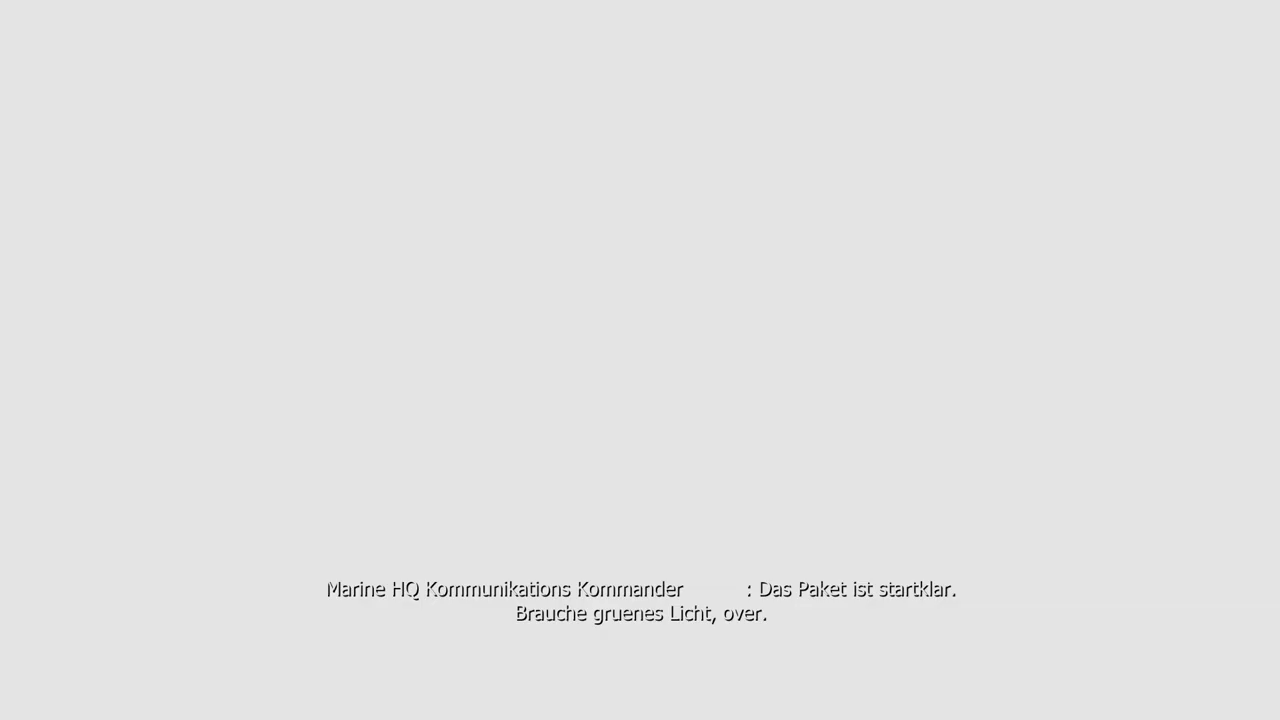 Marine HQ Kommunikations Kommander : Das Paket ist startklar.
Brauche gruenes Licht, over.